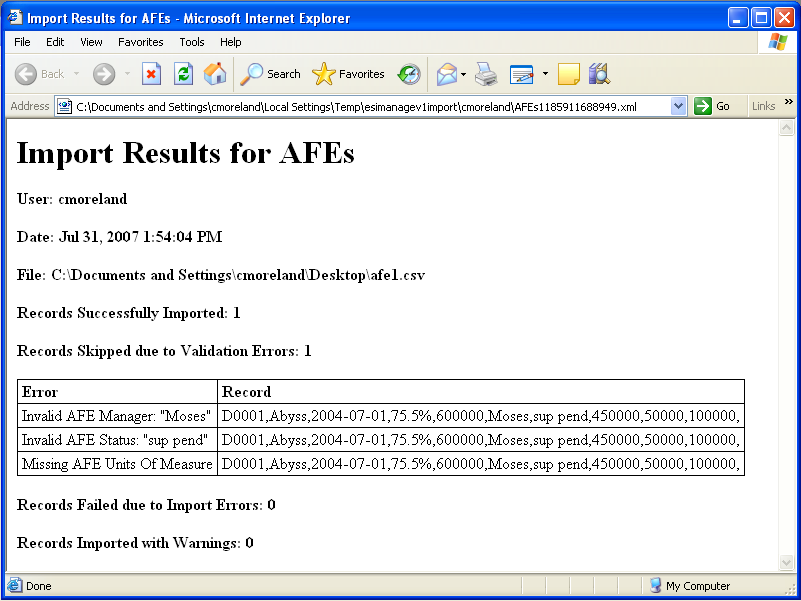 Import Results for AFEs - Microsoft Internet Explorer
File Edit View Favorites Tools Help
Back Search Favorites
Address C:\Documents and Settings\cmoreland\Local Settings\Temp\esimanagev1import\cmoreland\AFEs1185911688949.xml Go Links »
Import Results for AFEs
User: cmoreland
Date: Jul 31, 2007 1:54:04 PM
File: C:\Documents and Settings\cmoreland\Desktop\afe1.csv
Records Successfully Imported: 1
Records Skipped due to Validation Errors: 1
Error Record
Invalid AFE Manager: "Moses" D0001,Abyss,2004-07-01,75.5%,600000,Moses,sup pend,450000,50000,100000,
Invalid AFE Status: "sup pend" D0001,Abyss,2004-07-01,75.5%,600000,Moses,sup pend,450000,50000,100000,
Missing AFE Units Of Measure D0001,Abyss,2004-07-01,75.5%,600000,Moses,sup pend,450000,50000,100000,
Records Failed due to Import Errors: 0
Records Imported with Warnings: 0
Done My Computer